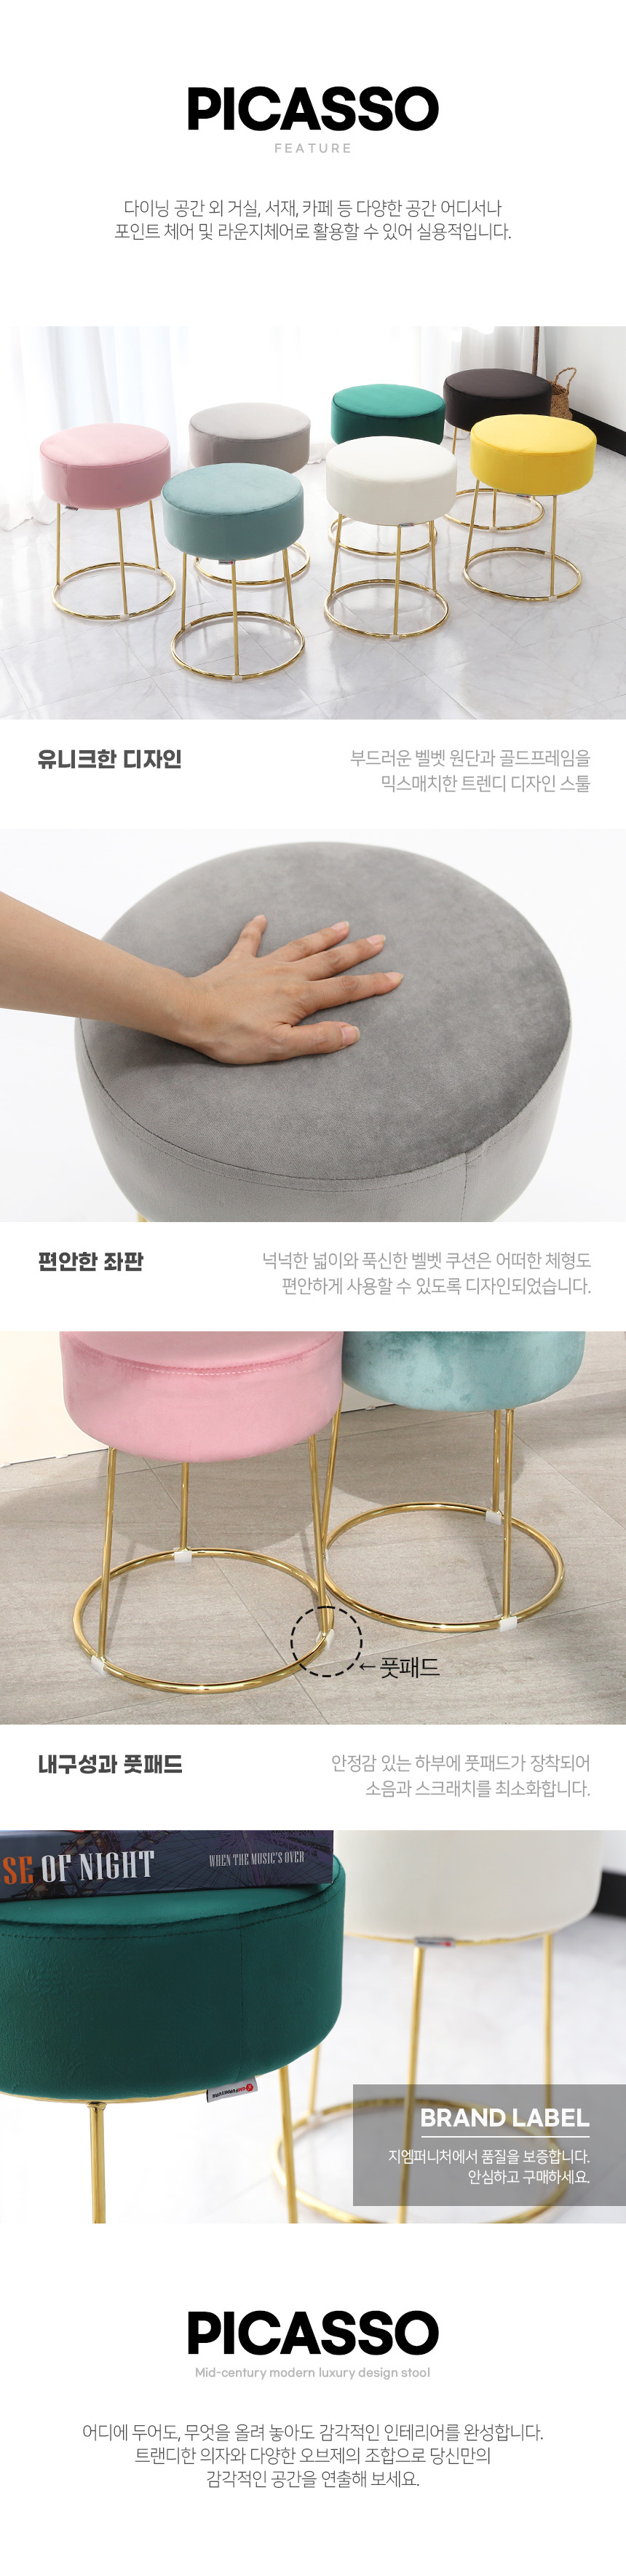 PICASSO
FEATURE
다이닝 공간 외 거실, 서재, 카페 등 다양한 공간 어디서나
포인트 체어 및 라운지체어로 활용할 수 있어 실용적입니다.
유니크한 디자인
부드러운 벨벳 원단과 골드프레임을
믹스매치한 트렌디 디자인 스툴
편안한 좌판
넉넉한 넓이와 푹신한 벨벳 쿠션은 어떠한 체형도
편안하게 사용할 수 있도록 디자인되었습니다.
←풋패드
내구성과 풋패드
안정감 있는 하부에 풋패드가 장착되어
소음과 스크래치를 최소화합니다.
SE OF NIGHT
WHEN THE MUSIC'S OVER
BRAND LABEL
지엠퍼니처에서 품질을 보증합니다.
안심하고 구매하세요.
PICASSO
Mid-century modern luxury design stool
어디에 두어도, 무엇을 올려 놓아도 감각적인 인테리어를 완성합니다.
트랜디한 의자와 다양한 오브제의 조합으로 당신만의
감각적인 공간을 연출해 보세요.